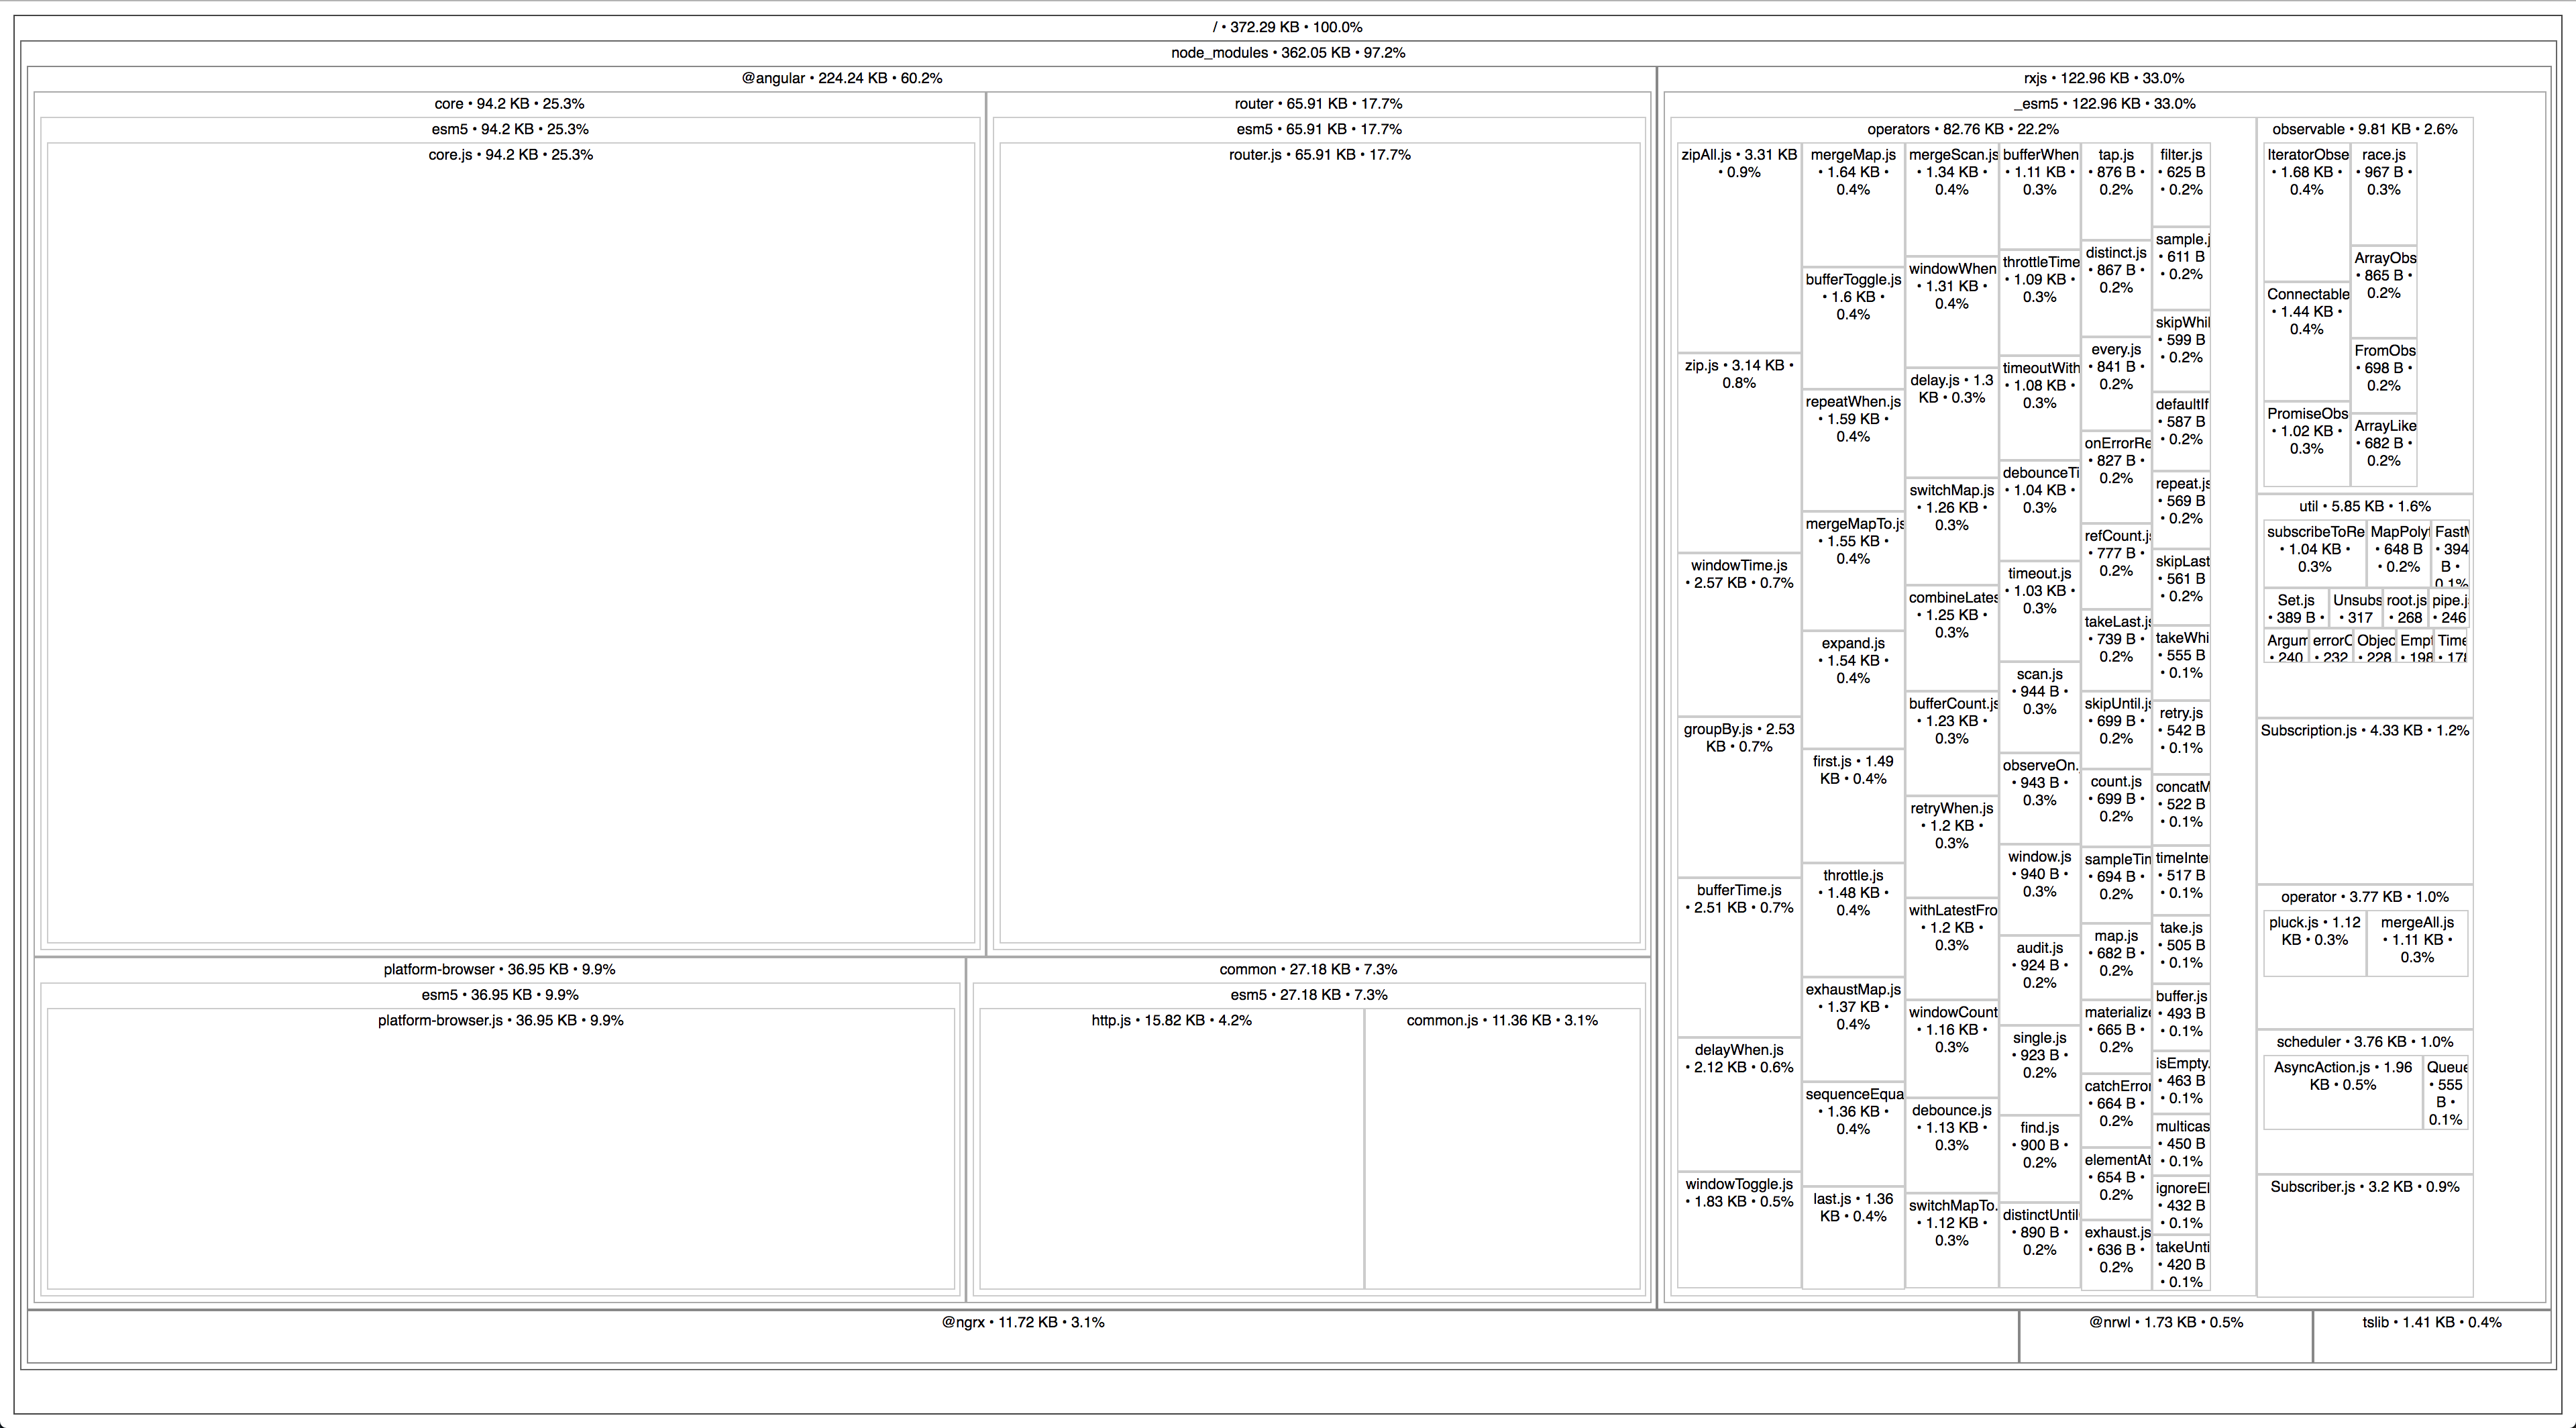 / • 372.29 KB • 100.0%
node_modules • 362.05 KB • 97.2%
@angular • 224.24 KB • 60.2%
core • 94.2 KB • 25.3%
esm5 • 94.2 KB • 25.3%
core.js • 94.2 KB • 25.3%
router • 65.91 KB • 17.7%
esm5 • 65.91 KB • 17.7%
router.js • 65.91 KB • 17.7%
platform-browser • 36.95 KB • 9.9%
esm5 • 36.95 KB • 9.9%
platform-browser.js • 36.95 KB • 9.9%
common • 27.18 KB • 7.3%
esm5 • 27.18 KB • 7.3%
http.js • 15.82 KB • 4.2%
common.js • 11.36 KB • 3.1%
rxjs • 122.96 KB • 33.0%
_esm5 • 122.96 KB • 33.0%
operators • 82.76 KB • 22.2%
zipAll.js • 3.31 KB
• 0.9%
zip.js • 3.14 KB •
0.8%
windowTime.js
• 2.57 KB • 0.7%
groupBy.js • 2.53
KB • 0.7%
bufferTime.js
• 2.51 KB • 0.7%
delayWhen.js
• 2.12 KB • 0.6%
windowToggle.js
• 1.83 KB • 0.5%
mergeMap.js
• 1.64 KB •
0.4%
bufferToggle.js
• 1.6 KB •
0.4%
repeatWhen.js
• 1.59 KB •
0.4%
mergeMapTo.js
• 1.55 KB •
0.4%
expand.js
• 1.54 KB •
0.4%
first.js • 1.49
KB • 0.4%
throttle.js
• 1.48 KB •
0.4%
exhaustMap.js
• 1.37 KB •
0.4%
sequenceEqua
• 1.36 KB •
0.4%
last.js • 1.36
KB • 0.4%
mergeScan.js
• 1.34 KB •
0.4%
windowWhen
• 1.31 KB •
0.4%
delay.js • 1.3
KB • 0.3%
switchMap.js
• 1.26 KB •
0.3%
combineLates
• 1.25 KB •
0.3%
bufferCount.js
• 1.23 KB •
0.3%
retryWhen.js
• 1.2 KB •
0.3%
withLatestFro
• 1.2 KB •
0.3%
windowCount
• 1.16 KB •
0.3%
debounce.js
• 1.13 KB •
0.3%
switchMapTo.
• 1.12 KB •
0.3%
bufferWhen
• 1.11 KB •
0.3%
throttleTime
• 1.09 KB •
0.3%
timeoutWith
• 1.08 KB •
0.3%
debounceTi
• 1.04 KB •
0.3%
timeout.js
• 1.03 KB •
0.3%
scan.js
• 944 B •
0.3%
observeOn.
• 943 B •
0.3%
window.js
• 940 B •
0.3%
audit.js
• 924 B •
0.2%
single.js
• 923 B •
0.2%
find.js
• 900 B •
0.2%
distinctUntil
• 890 B •
0.2%
tap.js
• 876 B •
0.2%
distinct.js
• 867 B •
0.2%
every.js
• 841 B •
0.2%
onErrorRe
• 827 B •
0.2%
refCount.js
• 777 B •
0.2%
takeLast.js
• 739 B •
0.2%
skipUntil.js
• 699 B •
0.2%
count.js
• 699 B •
0.2%
sampleTim
• 694 B •
0.2%
map.js
• 682 B •
0.2%
materialize
• 665 B •
0.2%
catchError
• 664 B •
0.2%
elementAt
• 654 B •
0.2%
exhaust.js
• 636 B •
0.2%
filter.js
• 625 B
• 0.2%
sample.j
• 611 B
• 0.2%
skipWhil
• 599 B
• 0.2%
defaultIf
• 587 B
• 0.2%
repeat.js
• 569 B
• 0.2%
skipLast
• 561 B
• 0.2%
takeWhi
• 555 B
• 0.1%
retry.js
• 542 B
• 0.1%
concatM
• 522 B
• 0.1%
timeInte
• 517 B
• 0.1%
take.js
• 505 B
• 0.1%
buffer.js
• 493 B
• 0.1%
isEmpty.
• 463 B
• 0.1%
multicas
• 450 B
• 0.1%
ignoreEl
• 432 B
• 0.1%
takeUnti
• 420 B
• 0.1%
observable • 9.81 KB • 2.6%
IteratorObse
• 1.68 KB •
0.4%
Connectable
• 1.44 KB •
0.4%
PromiseObs
• 1.02 KB •
0.3%
race.js
• 967 B •
0.3%
ArrayObs
• 865 B •
0.2%
FromObs
• 698 B •
0.2%
ArrayLike
• 682 B •
0.2%
util • 5.85 KB • 1.6%
subscribeToRe
• 1.04 KB •
0.3%
MapPolyf
• 648 B
• 0.2%
FastM
• 394
B •
0.1%
Set.js
• 389 B •
Unsubs
• 317
root.js
• 268
pipe.j
• 246
Argum
• 240
errorO
• 232
Objec
• 228
Empt
• 198
Time
• 178
Subscription.js • 4.33 KB • 1.2%
operator • 3.77 KB • 1.0%
pluck.js • 1.12
KB • 0.3%
mergeAll.js
• 1.11 KB •
0.3%
scheduler • 3.76 KB • 1.0%
AsyncAction.js • 1.96
KB • 0.5%
Queue
• 555
B •
0.1%
Subscriber.js • 3.2 KB • 0.9%
@ngrx • 11.72 KB • 3.1%
@nrwl • 1.73 KB • 0.5%
tslib • 1.41 KB • 0.4%